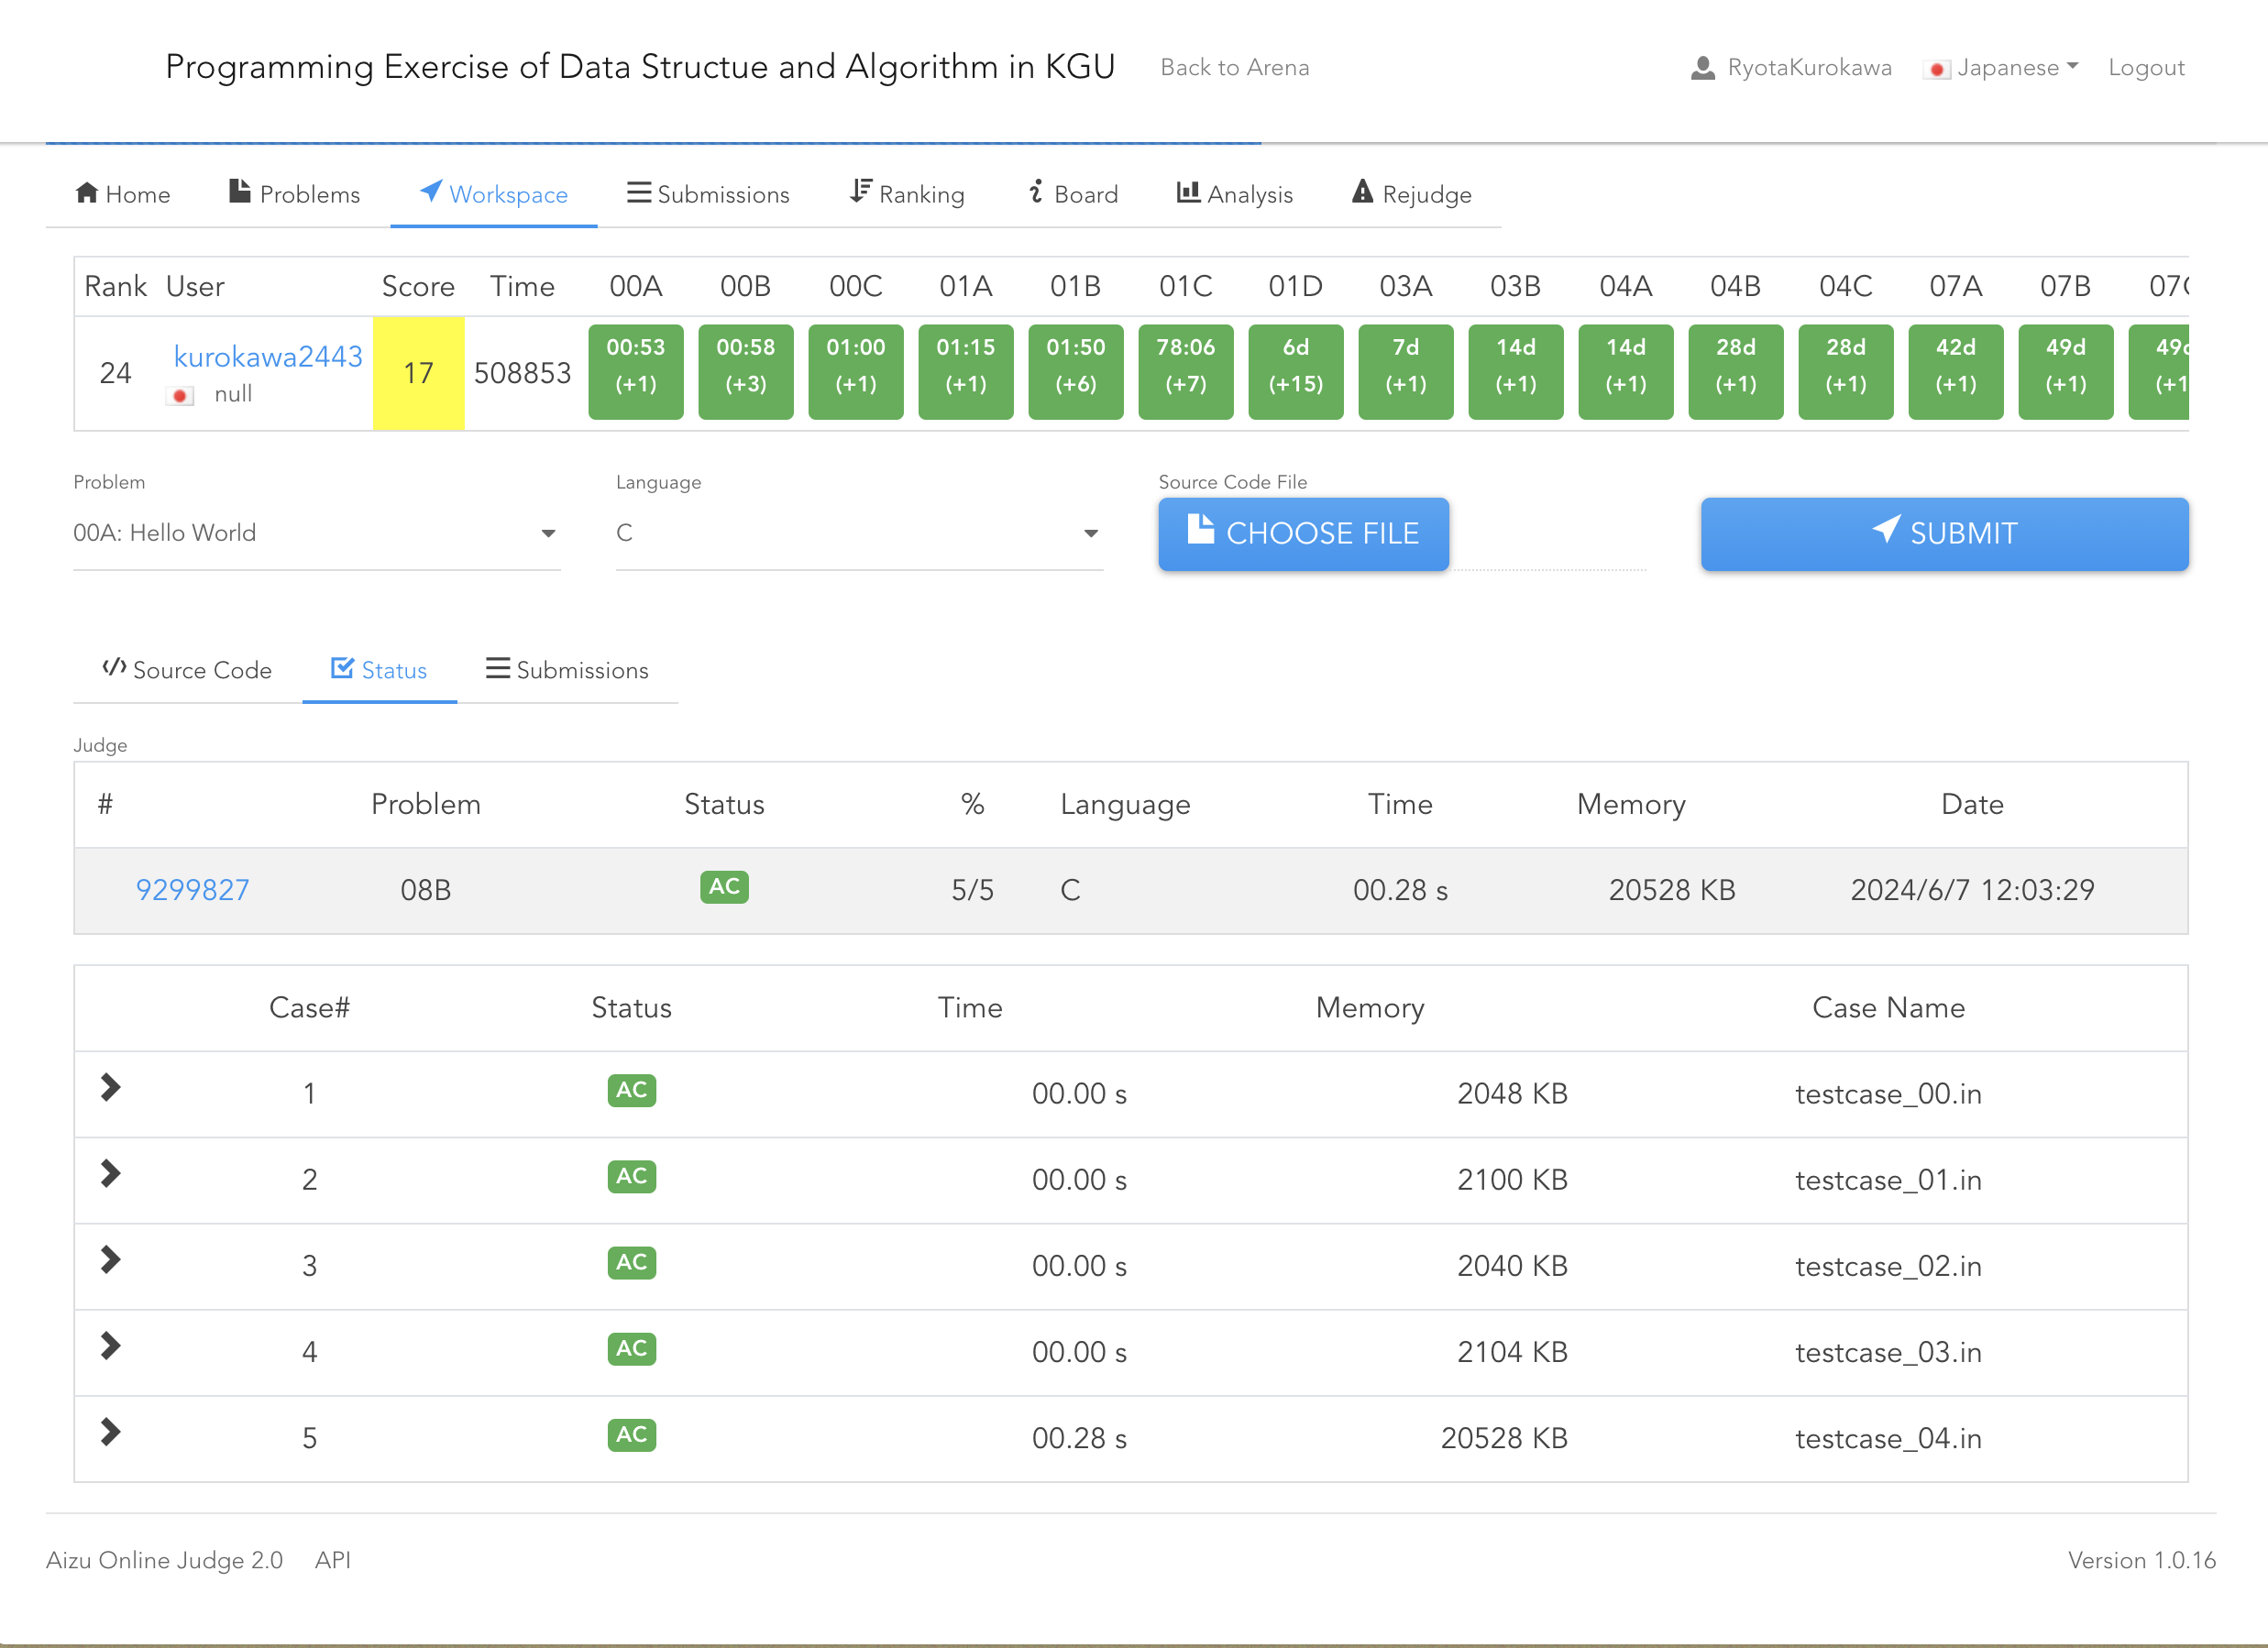 Programming Exercise of Data Structue and Algorithm in KGU Back to Arena RyotaKurokawa Japanese Logout
Home Problems Workspace Submissions Ranking Board Analysis Rejudge
Rank User Score Time 00A 00B 00C 01A 01B 01C 01D 03A 03B 04A 04B 04C 07A 07B
24 kurokawa2443 null 17 508853 00:53 (+1) 00:58 (+3) 01:00 (+1) 01:15 (+1) 01:50 (+6) 78:06 (+7) 6d (+15) 7d (+1) 14d (+1) 14d (+1) 28d (+1) 28d (+1) 42d (+1) 49d (+1)
Problem Language Source Code File
00A: Hello World C CHOOSE FILE SUBMIT
Source Code Status Submissions
Judge
# Problem Status % Language Time Memory Date
9299827 08B AC 5/5 C 00.28 s 20528 KB 2024/6/7 12:03:29
Case# Status Time Memory Case Name
1 AC 00.00 s 2048 KB testcase_00.in
2 AC 00.00 s 2100 KB testcase_01.in
3 AC 00.00 s 2040 KB testcase_02.in
4 AC 00.00 s 2104 KB testcase_03.in
5 AC 00.28 s 20528 KB testcase_04.in
Aizu Online Judge 2.0 API Version 1.0.16